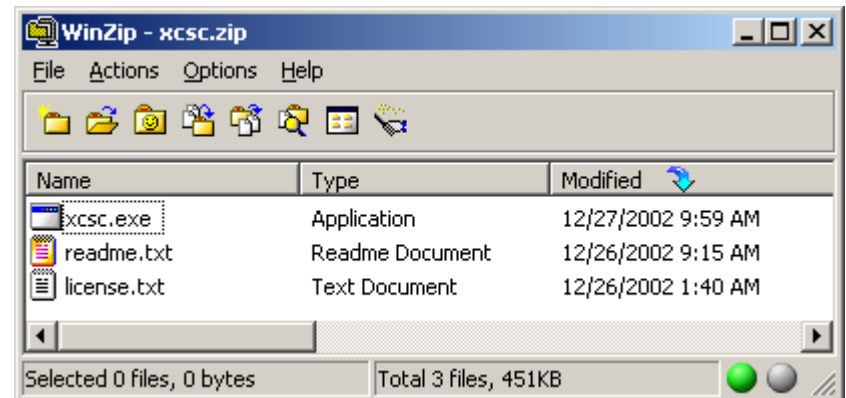 WinZip - xcsc.zip
File Actions Options Help
Name Type Modified
xcsc.exe Application 12/27/2002 9:59 AM
readme.txt Readme Document 12/26/2002 9:15 AM
license.txt Text Document 12/26/2002 1:40 AM
Selected 0 files, 0 bytes Total 3 files, 451KB